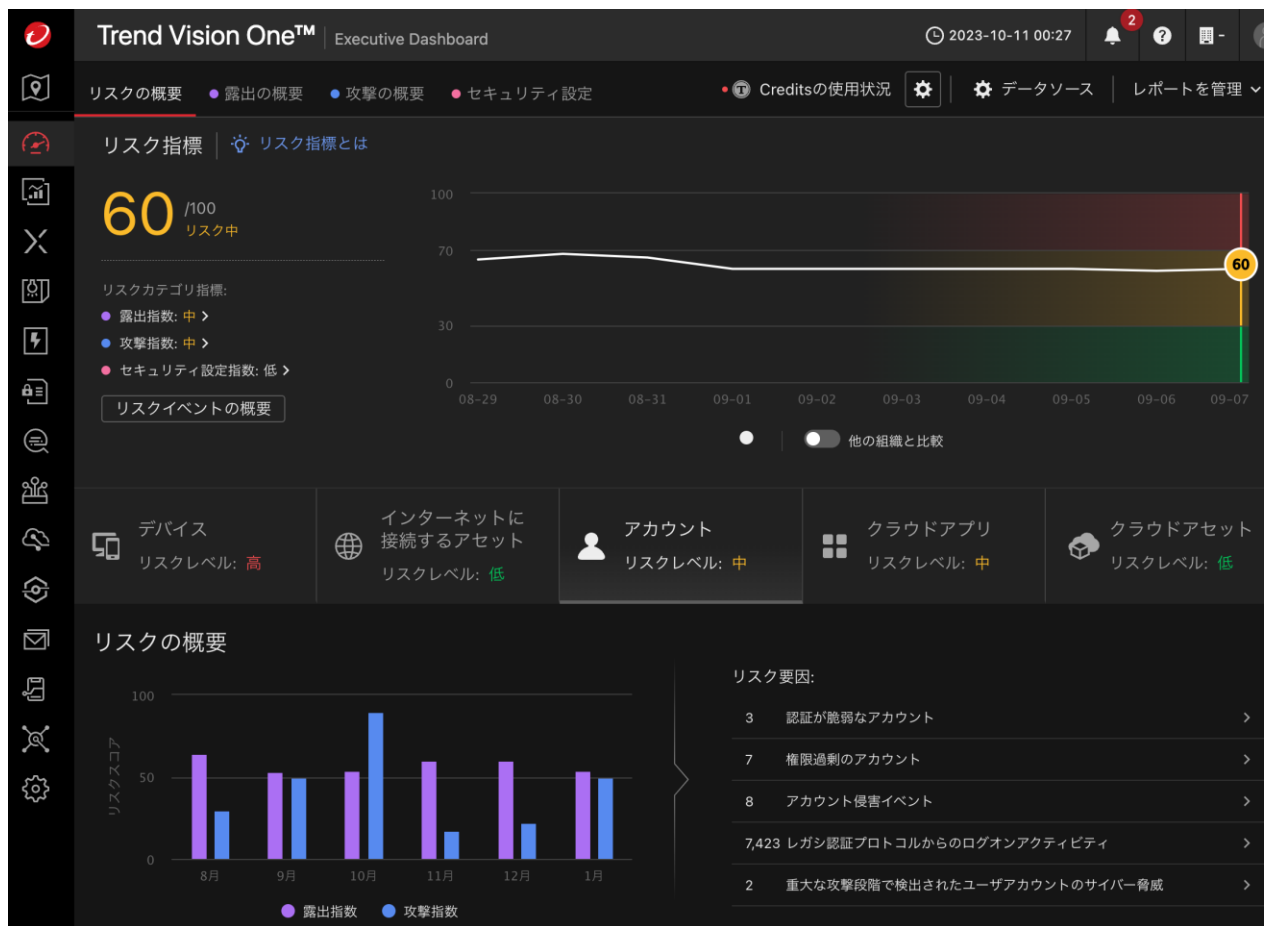 Trend Vision One™ Executive Dashboard
2023-10-11 00:27
2
リスクの概要 露出の概要 攻撃の概要 セキュリティ設定
Creditsの使用状況 データソース レポートを管理
リスク指標 リスク指標とは
60 /100
リスク中
リスクカテゴリ指標:
露出指数: 中
攻撃指数: 中
セキュリティ設定指数: 低
リスクイベントの概要
100
70
60
30
0
08-29 08-30 08-31 09-01 09-02 09-03 09-04 09-05 09-06 09-07
他の組織と比較
デバイス
リスクレベル: 高
インターネットに
接続するアセット
リスクレベル: 低
アカウント
リスクレベル: 中
クラウドアプリ
リスクレベル: 中
クラウドアセット
リスクレベル: 低
リスクの概要
リスクスコア
100
50
0
8月 9月 10月 11月 12月 1月
露出指数 攻撃指数
リスク要因:
3 認証が脆弱なアカウント
7 権限過剰のアカウント
8 アカウント侵害イベント
7,423 レガシ認証プロトコルからのログオンアクティビティ
2 重大な攻撃段階で検出されたユーザアカウントのサイバー脅威